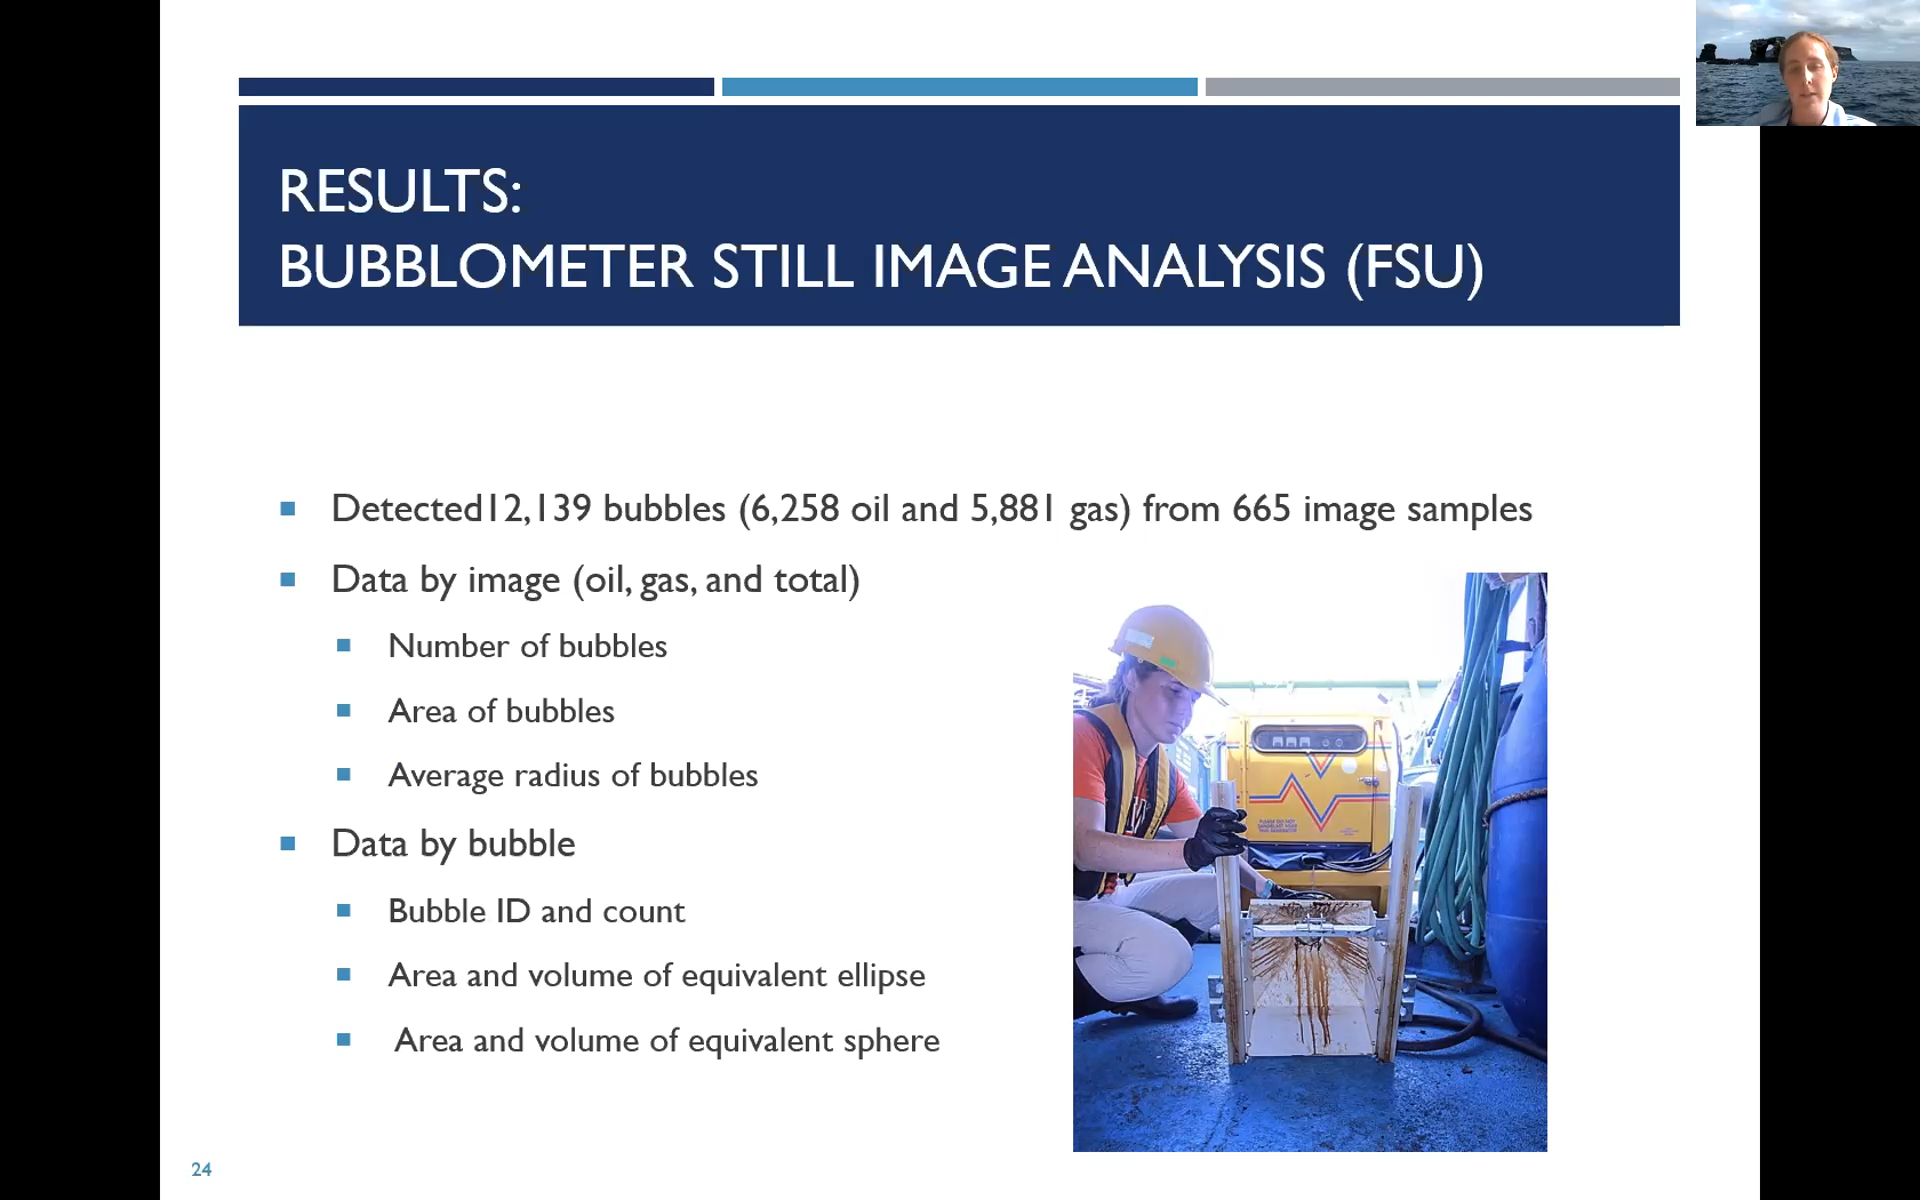 RESULTS:
BUBBLOMETER STILL IMAGE ANALYSIS (FSU)
Detected12,139 bubbles (6,258 oil and 5,881 gas) from 665 image samples
Data by image (oil, gas, and total)
Number of bubbles
Area of bubbles
Average radius of bubbles
Data by bubble
Bubble ID and count
Area and volume of equivalent ellipse
Area and volume of equivalent sphere
24